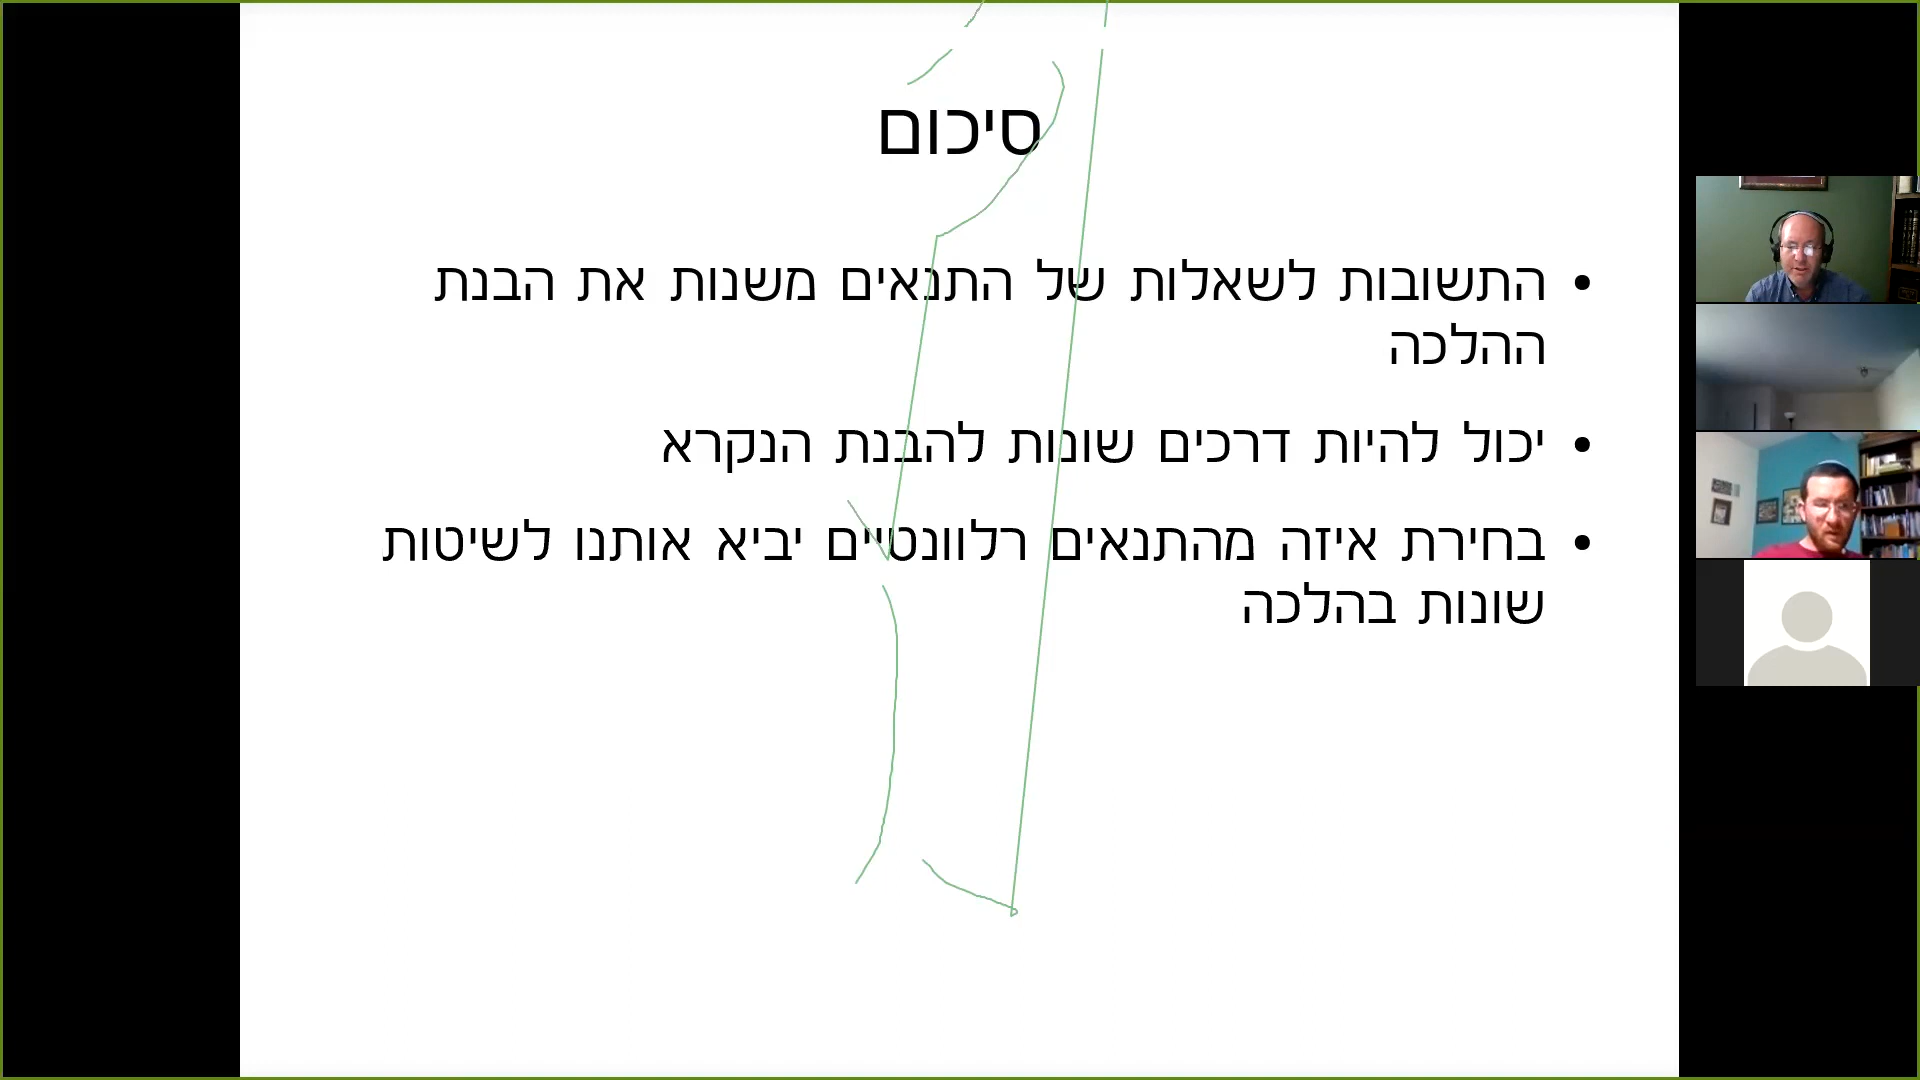 סיכום
התשובות לשאלות של התנאים משנות את הבנת
ההלכה
יכול להיות דרכים שונות להבנת הנקרא
בחירת איזה מהתנאים רלוונטיים יביא אותנו לשיטות
שונות בהלכה